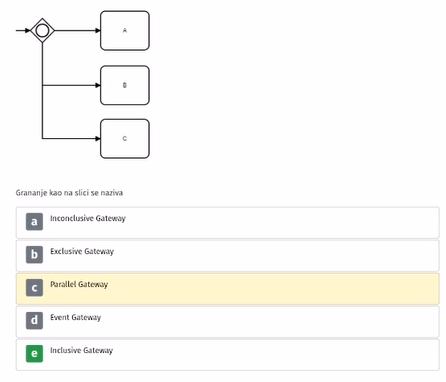 A
B
C
Grananje kao na slici se naziva
a Inconclusive Gateway
b Exclusive Gateway
c Parallel Gateway
d Event Gateway
e Inclusive Gateway